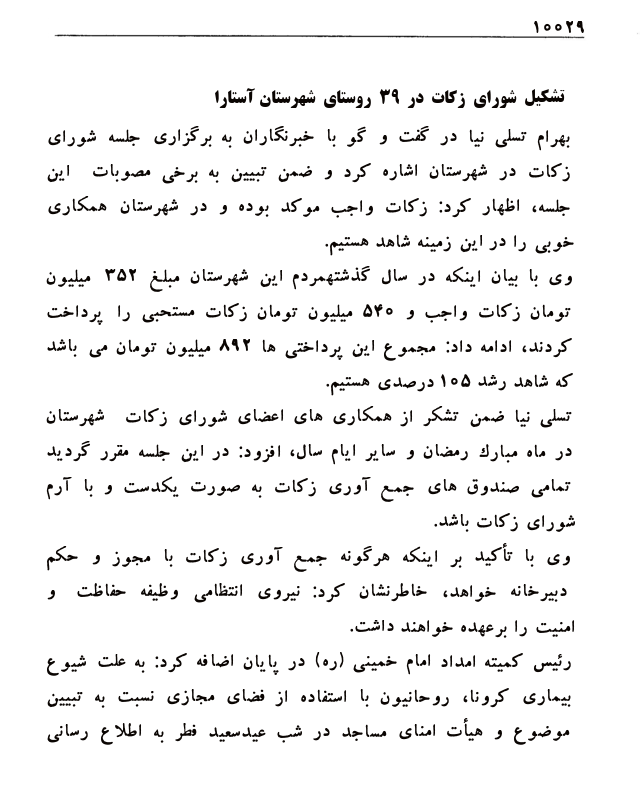 ۱۰۰۲۹
تشکیل شورای زکات در ۳۹ روستای شهرستان آستارا
بهرام تسلی نیا در گفت و گو با خبرنگاران به برگزاری جلسه شورای
زکات در شهرستان اشاره کرد و ضمن تبیین به برخی مصوبات این
جلسه، اظهار کرد: زکات واجب موکد بوده و در شهرستان همکاری
خوبی را در این زمینه شاهد هستیم.
وی با بیان اینکه در سال گذشتهمردم این شهرستان مبلغ ۳۵۲ میلیون
تومان زکات واجب و ۵۴۰ میلیون تومان زکات مستحبی را پرداخت
کردند، ادامه داد: مجموع این پرداختی ها ۸۹۲ میلیون تومان می باشد
که شاهد رشد ۱۰۵ درصدی هستیم.
تسلی نیا ضمن تشکر از همکاری های اعضای شورای زکات شهرستان
در ماه مبارك رمضان و سایر ایام سال، افزود: در این جلسه مقرر گردید
تمامی صندوق های جمع آوری زکات به صورت یکدست و با آرم
شورای زکات باشد.
وی با تأکید بر اینکه هرگونه جمع آوری زکات با مجوز و حکم
دبیرخانه خواهد، خاطرنشان کرد: نیروی انتظامی وظیفه حفاظت و
امنیت را برعهده خواهند داشت.
رئیس کمیته امداد امام خمینی (ره) در پایان اضافه کرد: به علت شیوع
بیماری کرونا، روحانیون با استفاده از فضای مجازی نسبت به تبیین
موضوع و هیأت امنای مساجد در شب عیدسعید فطر به اطلاع رسانی